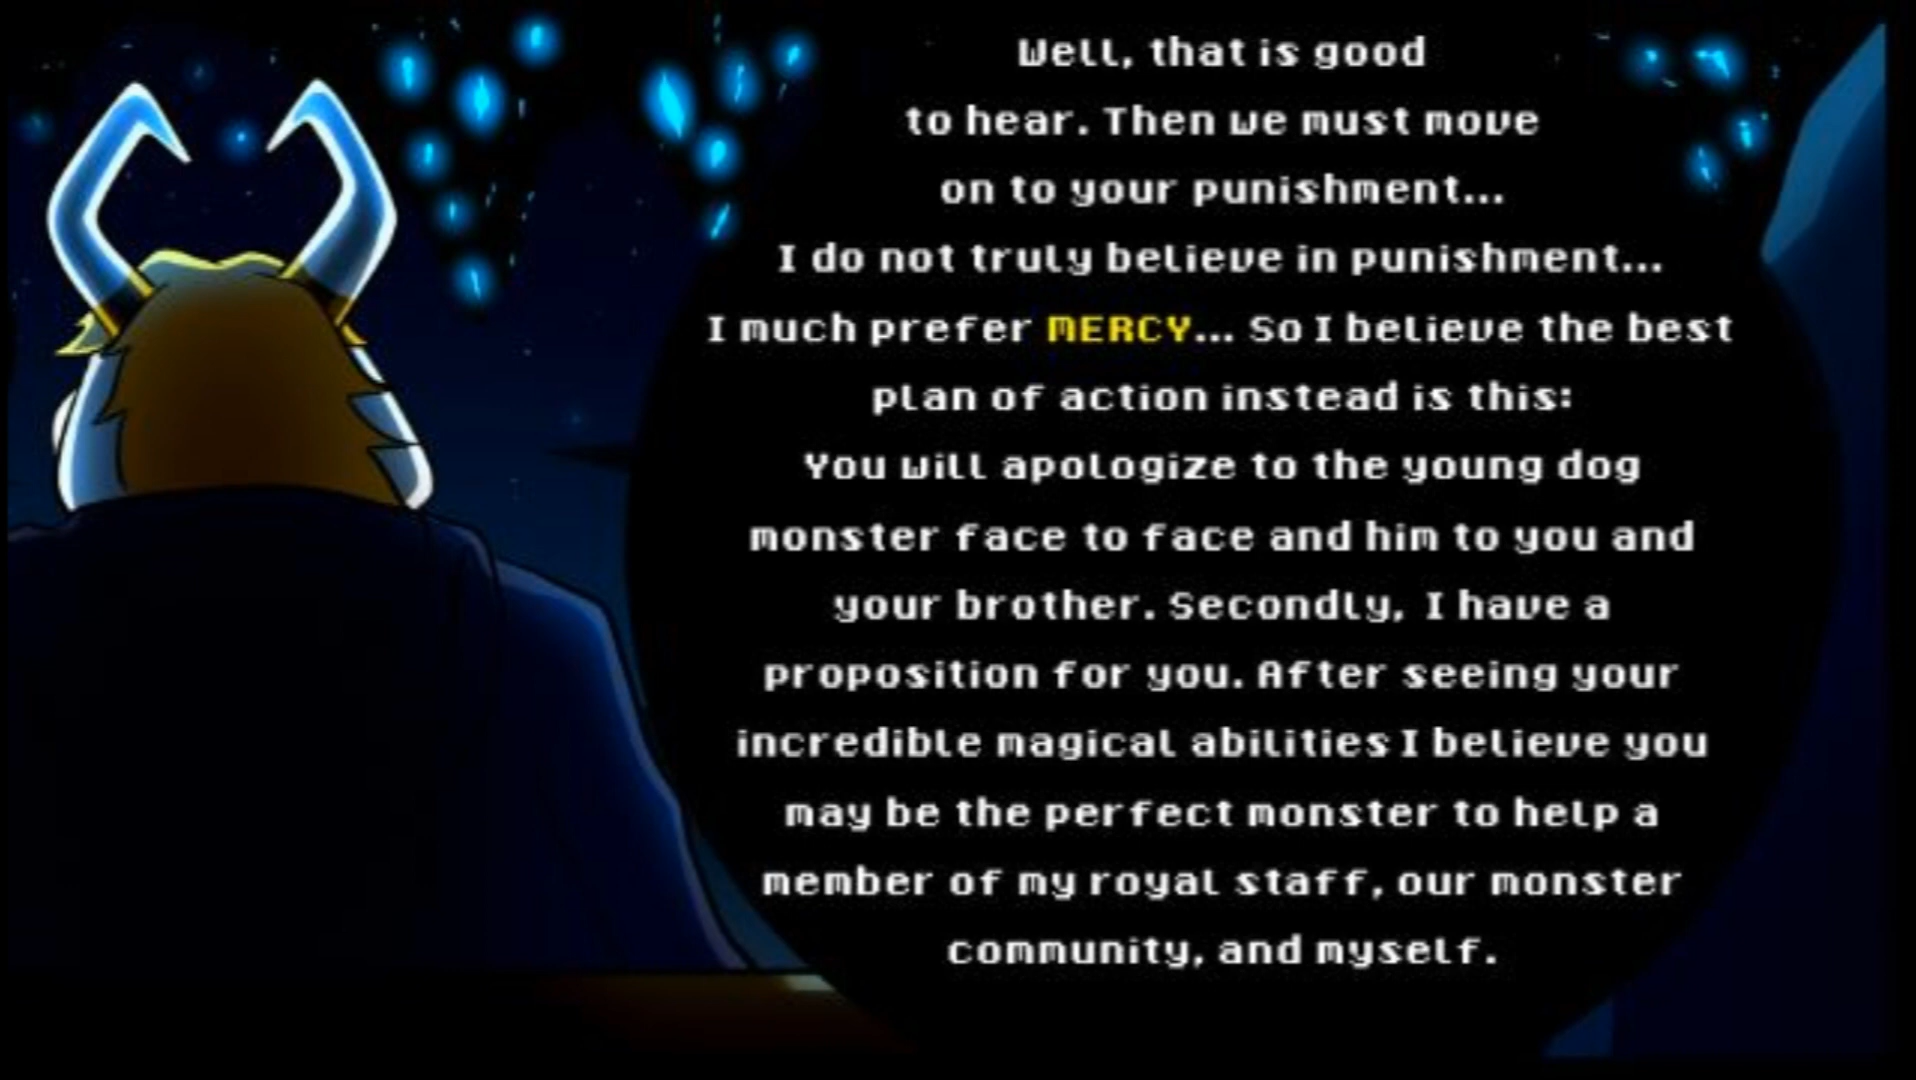 Well, that is good
to hear. Then we must move
on to your punishment...
I do not truly believe in punishment...
I much prefer MERCY... So I believe the best
plan of action instead is this:
You will apologize to the young dog
monster face to face and him to you and
your brother. Secondly, I have a
proposition for you. After seeing your
incredible magical abilities I believe you
may be the perfect monster to help a
member of my royal staff, our monster
community, and myself.